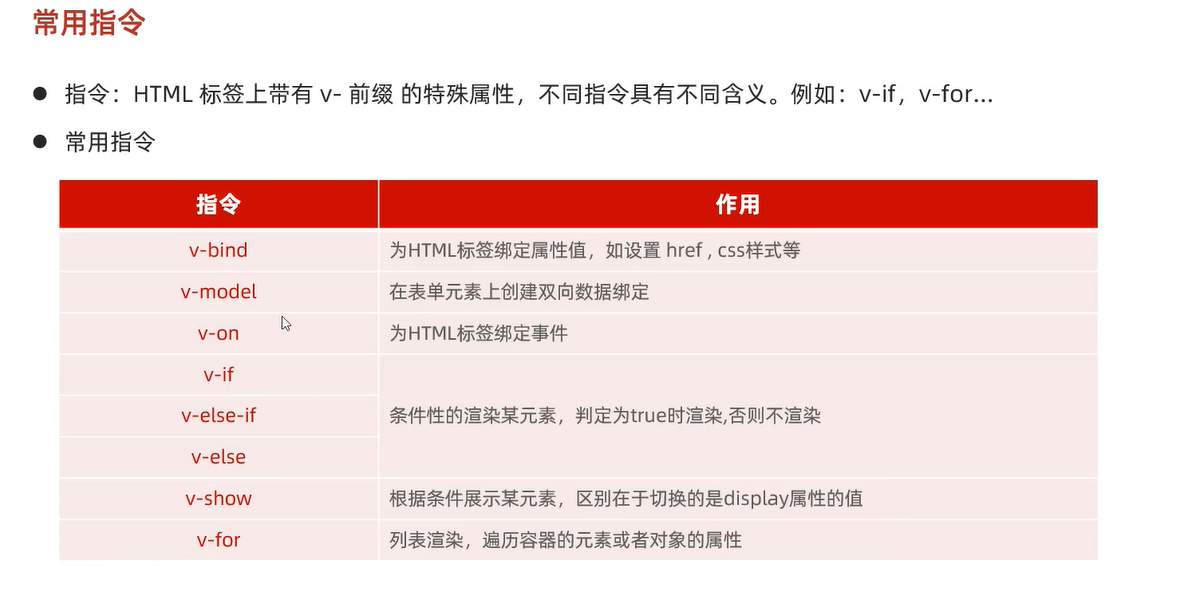 常用指令
指令：HTML 标签上带有 v- 前缀 的特殊属性，不同指令具有不同含义。例如：v-if，v-for…
常用指令
指令 作用
v-bind 为HTML标签绑定属性值，如设置 href , css样式等
v-model 在表单元素上创建双向数据绑定
v-on 为HTML标签绑定事件
v-if
v-else-if 条件性的渲染某元素，判定为true时渲染,否则不渲染
v-else
v-show 根据条件展示某元素，区别在于切换的是display属性的值
v-for 列表渲染，遍历容器的元素或者对象的属性